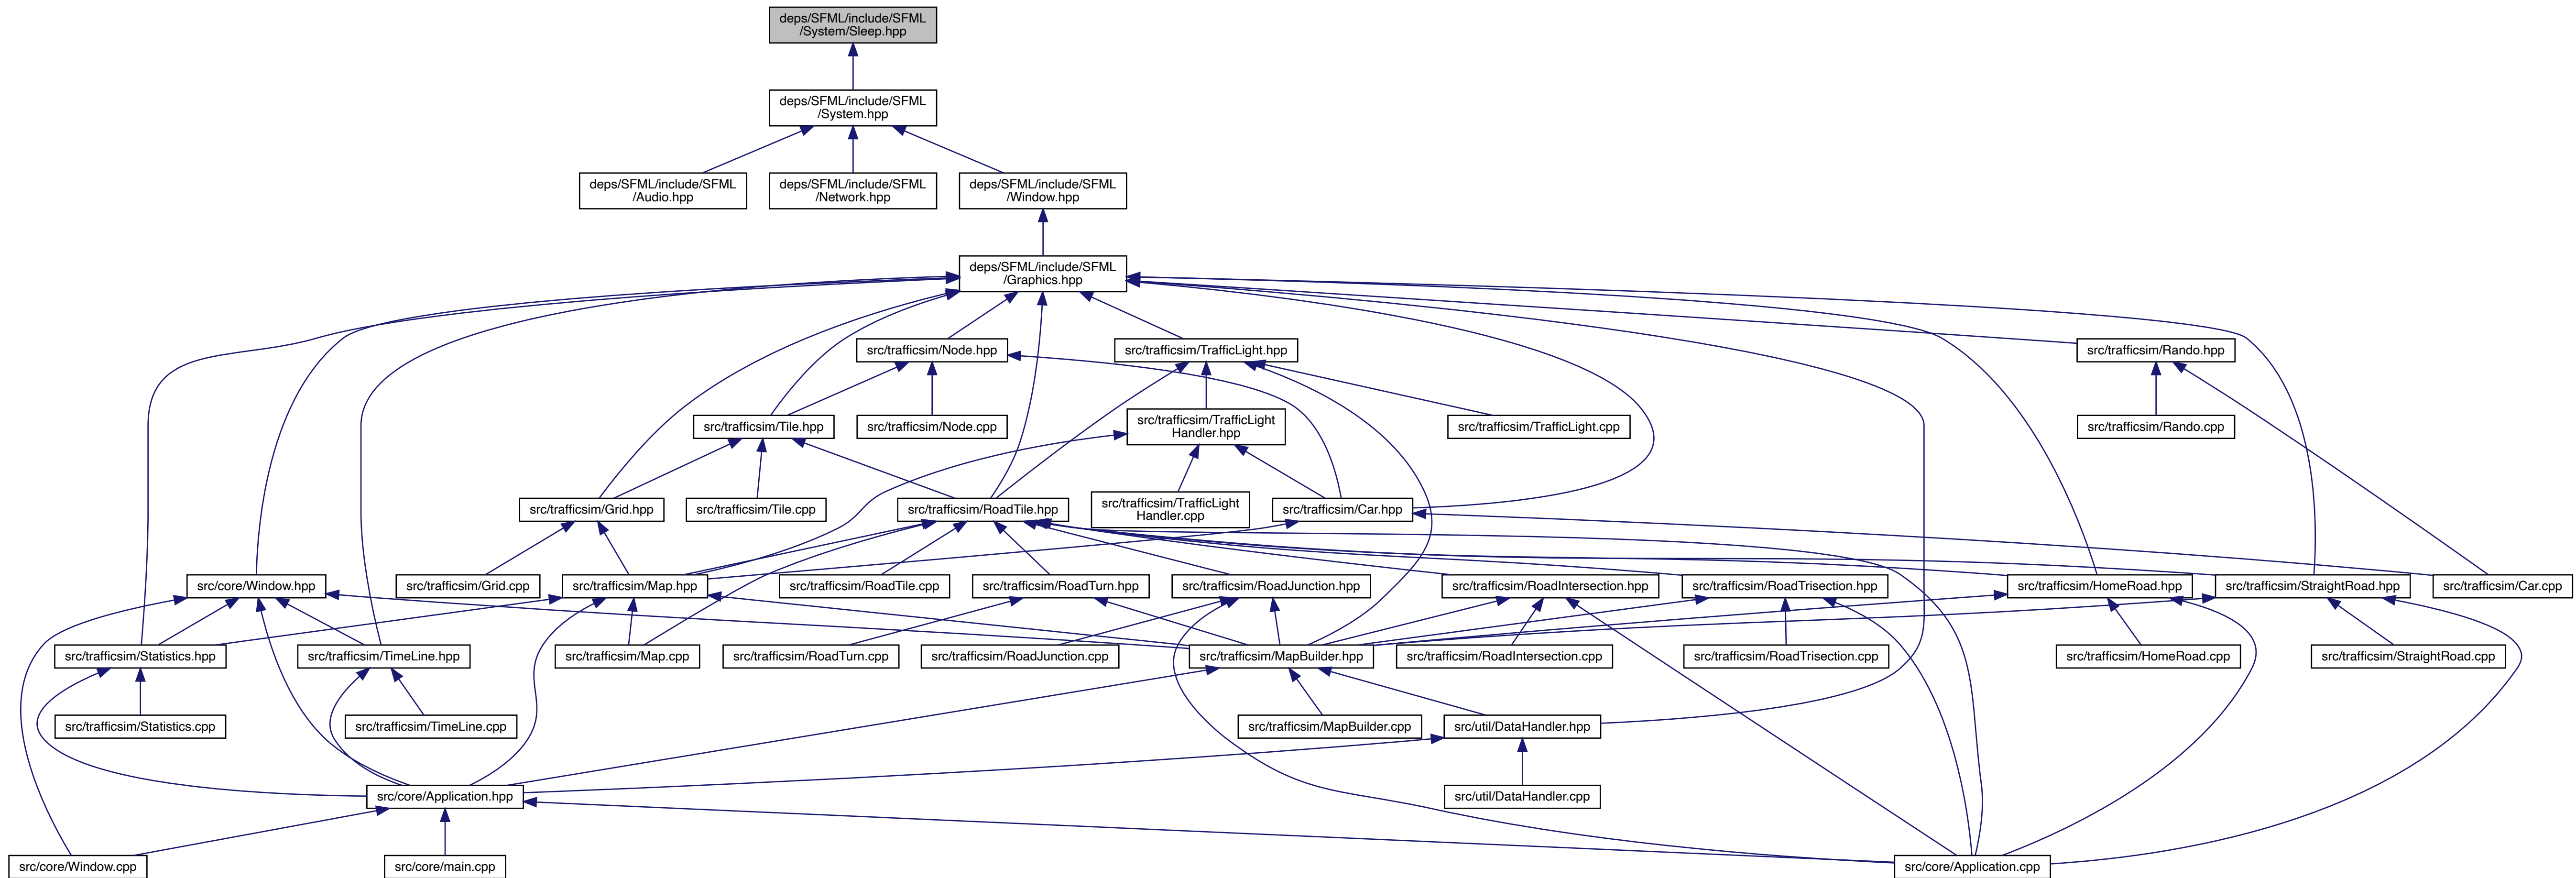 deps/SFML/include/SFML
/System/Sleep.hpp
deps/SFML/include/SFML
/System.hpp
deps/SFML/include/SFML
/Audio.hpp
deps/SFML/include/SFML
/Network.hpp
deps/SFML/include/SFML
/Window.hpp
deps/SFML/include/SFML
/Graphics.hpp
src/trafficsim/Node.hpp
src/trafficsim/TrafficLight.hpp
src/trafficsim/Rando.hpp
src/trafficsim/Tile.hpp
src/trafficsim/Node.cpp
src/trafficsim/TrafficLight
Handler.hpp
src/trafficsim/TrafficLight.cpp
src/trafficsim/Rando.cpp
src/trafficsim/Grid.hpp
src/trafficsim/Tile.cpp
src/trafficsim/RoadTile.hpp
src/trafficsim/TrafficLight
Handler.cpp
src/trafficsim/Car.hpp
src/core/Window.hpp
src/trafficsim/Grid.cpp
src/trafficsim/Map.hpp
src/trafficsim/RoadTile.cpp
src/trafficsim/RoadTurn.hpp
src/trafficsim/RoadJunction.hpp
src/trafficsim/RoadIntersection.hpp
src/trafficsim/RoadTrisection.hpp
src/trafficsim/HomeRoad.hpp
src/trafficsim/StraightRoad.hpp
src/trafficsim/Car.cpp
src/trafficsim/Statistics.hpp
src/trafficsim/TimeLine.hpp
src/trafficsim/Map.cpp
src/trafficsim/RoadTurn.cpp
src/trafficsim/RoadJunction.cpp
src/trafficsim/MapBuilder.hpp
src/trafficsim/RoadIntersection.cpp
src/trafficsim/RoadTrisection.cpp
src/trafficsim/HomeRoad.cpp
src/trafficsim/StraightRoad.cpp
src/trafficsim/Statistics.cpp
src/trafficsim/TimeLine.cpp
src/trafficsim/MapBuilder.cpp
src/util/DataHandler.hpp
src/core/Application.hpp
src/util/DataHandler.cpp
src/core/Window.cpp
src/core/main.cpp
src/core/Application.cpp